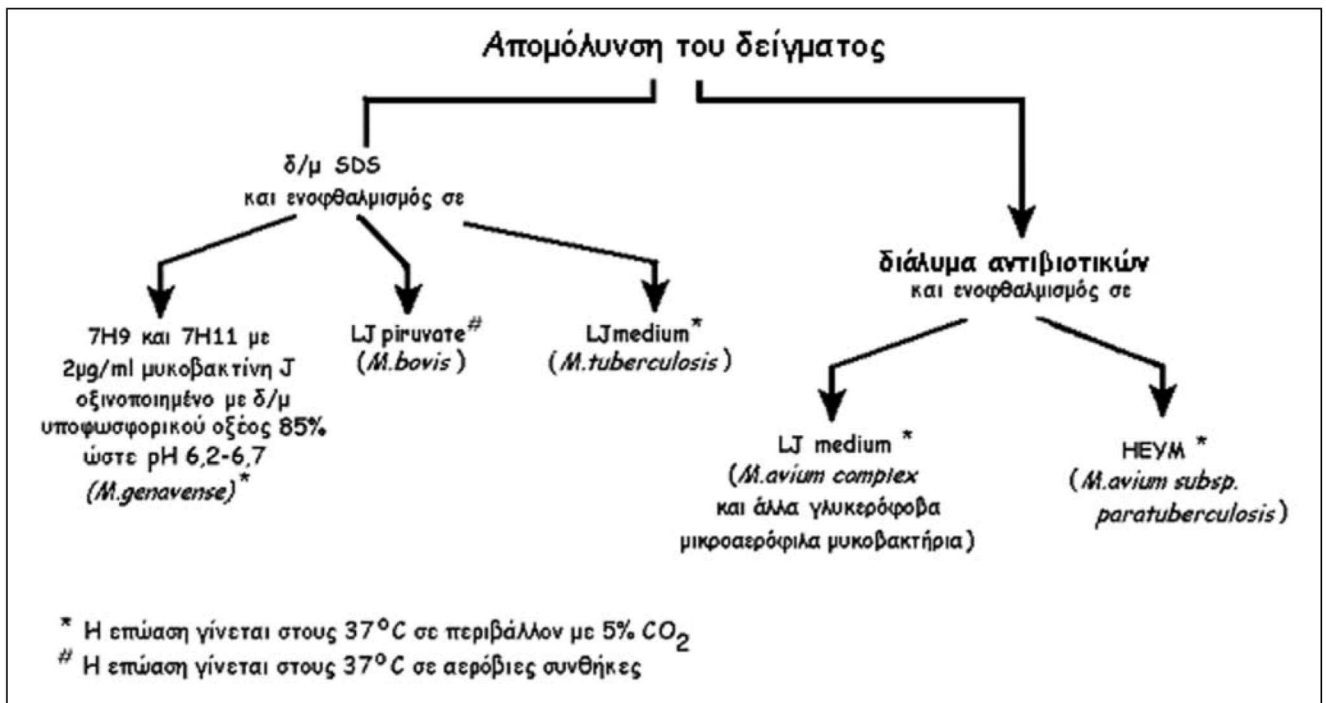 Απομόλυνση του δείγματος
δ/μ SDS
και ενοφθαλμισμός σε
7H9 και 7H11 με
2μg/ml μυκοβακτίνη J
οξινοποιημένο με δ/μ
υποφωσφορικού οξέος 85%
ώστε pH 6,2-6,7
(M.genavense)*
LJ piruvate#
(M.bovis)
LJmedium*
(M.tuberculosis)
διάλυμα αντιβιοτικών
και ενοφθαλμισμός σε
LJ medium *
(M.avium complex
και άλλα γλυκερόφοβα
μικροαερόφιλα μυκοβακτήρια)
HEYM *
(M.avium subsp.
paratuberculosis)
* Η επώαση γίνεται στους 37°C σε περιβάλλον με 5% CO2
# Η επώαση γίνεται στους 37°C σε αερόβιες συνθήκες